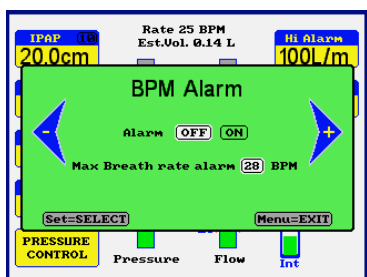 Rate 25 BPM
IPAP
Est.Vol. 0.14 L
Hi Alarm
20.0cm
100L/m
BPM Alarm
-
+
Alarm OFF ON
Max Breath rate alarm 28 BPM
Set=SELECT
Menu=EXIT
PRESSURE
CONTROL
Pressure
Flow
Int